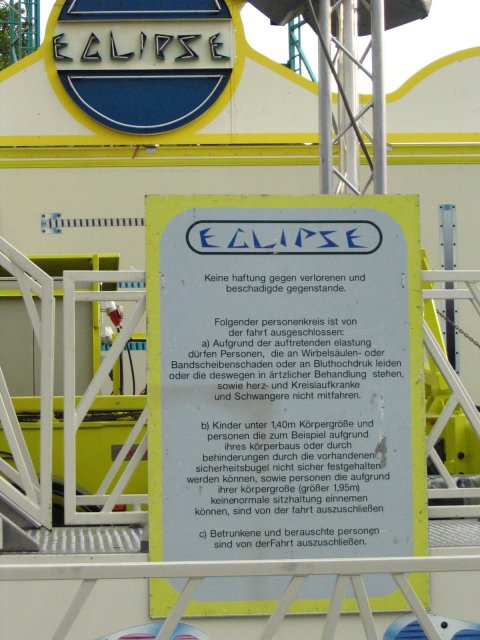 ECLIPSE
ECLIPSE
Keine haftung gegen verlorenen und
beschadigde gegenstande.
Folgender personenkreis ist von
der fahrt ausgeschlossen:
a) Aufgrund der auftretenden elastung
dürfen Personen, die an Wirbelsäulen- oder
Bandscheibenschaden oder an Bluthochdruk leiden
oder die deswegen in ärtzlicher Behandlung stehen,
sowie herz- und Kreislaufkranke
und Schwangere nicht mitfahren.
b) Kinder unter 1,40m Körpergröße und
personen die zum Beispiel aufgrund
ihres körperbaus oder durch
behinderungen durch die vorhandenen
sicherheitsbugel nicht sicher festgehalten
werden können, sowie personen die aufgrund
ihrer körpergroße (größer 1,95m)
keinenormale sitzhaltung einnemen
können, sind von der fahrt auszuschließen
c) Betrunkene und berauschte personen
sind von derFahrt auszuschließen.